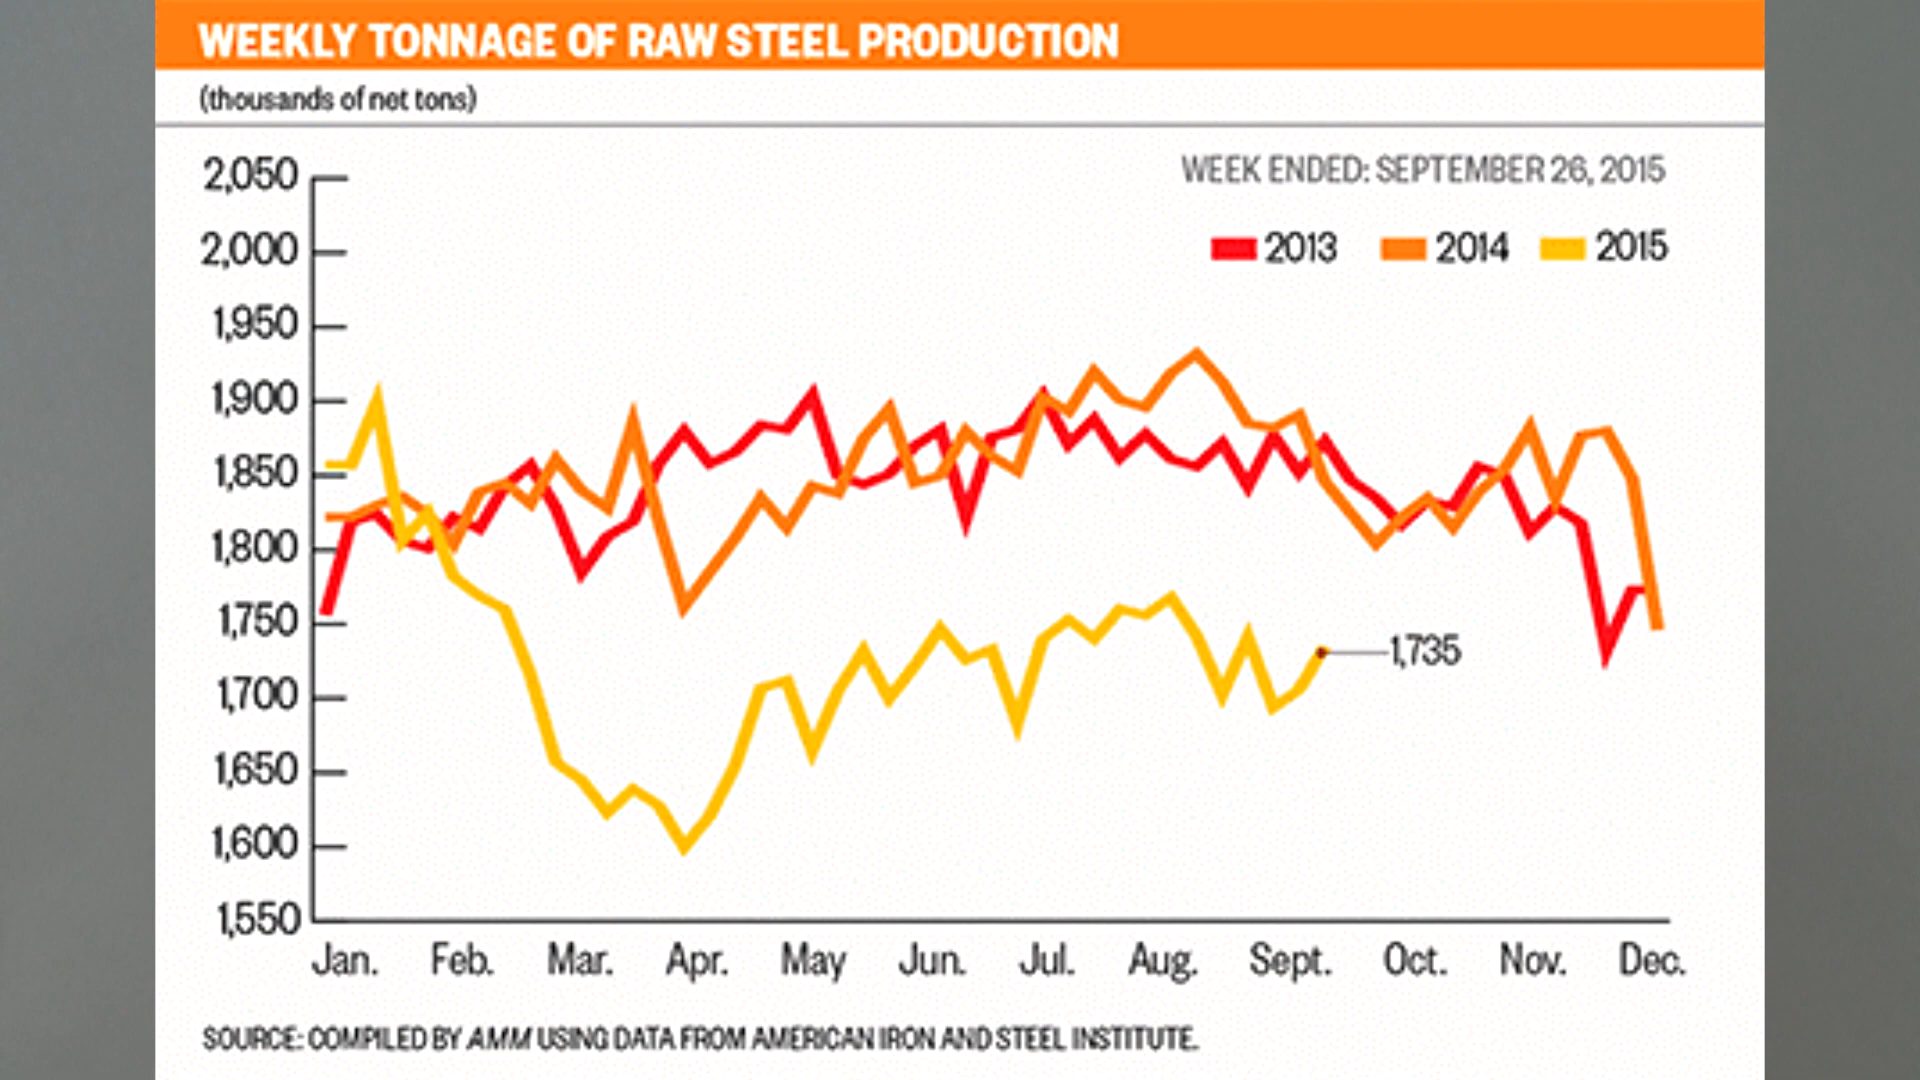 WEEKLY TONNAGE OF RAW STEEL PRODUCTION
(thousands of net tons)
WEEK ENDED: SEPTEMBER 26, 2015
2013 2014 2015
2,050
2,000
1,950
1,900
1,850
1,800
1,750
1,700
1,650
1,600
1,550
1,735
Jan. Feb. Mar. Apr. May Jun. Jul. Aug. Sept. Oct. Nov. Dec.
SOURCE: COMPILED BY AMM USING DATA FROM AMERICAN IRON AND STEEL INSTITUTE.